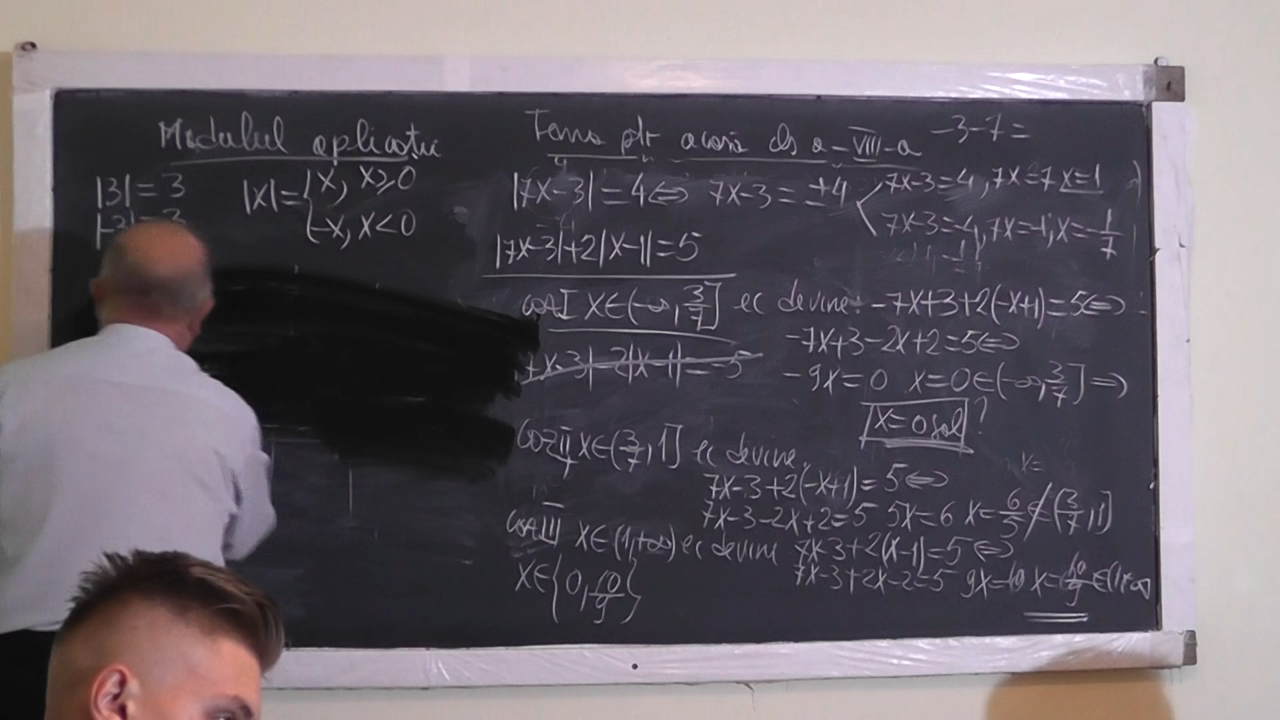 Modulul aplicații
|3| = 3
|-3| = 3
|x| = { x, x ≥ 0
{ -x, x < 0
Tema ptr acasă cls a-VIII-a
-3-7 =
|7x-3| = 4 ⇔ 7x-3 = ±4
7x-3 = 4, 7x = 7 x = 1
7x-3 = -4, 7x = -1, x = -1/7
|7x-3| + 2|x-1| = 5
caz I x∈(-∞, 3/7] ec devine: -7x+3+2(-x+1) = 5 ⇔
-7x+3-2x+2 = 5 ⇔
-9x = 0 x = 0 ∈ (-∞, 3/7] ⇒
x = 0 sol ?
x-3|-2|x-1| = -5
caz II x∈(3/7, 1] ec devine
7x-3+2(-x+1) = 5 ⇔
x=
7x-3-2x+2 = 5 5x = 6 x = 6/5 ∉ (3/7, 1]
caz III x∈(1, +∞) ec devine 7x-3+2(x-1) = 5 ⇔
7x-3+2x-2 = 5 9x = 10 x = 10/9 ∈ (1, +∞
x∈{0, 10/9}